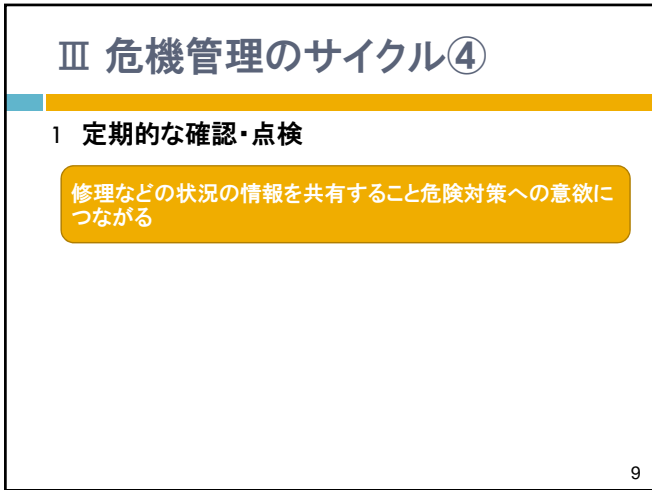 Ⅲ 危機管理のサイクル④
1 定期的な確認・点検
修理などの状況の情報を共有すること危険対策への意欲に
つながる
9